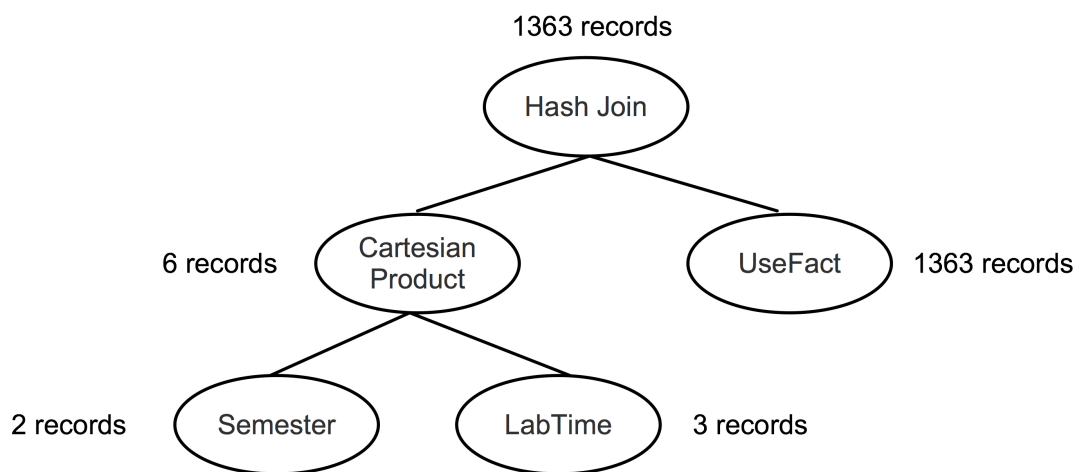 1363 records
Hash Join
6 records
Cartesian
Product
UseFact
1363 records
2 records
Semester
LabTime
3 records